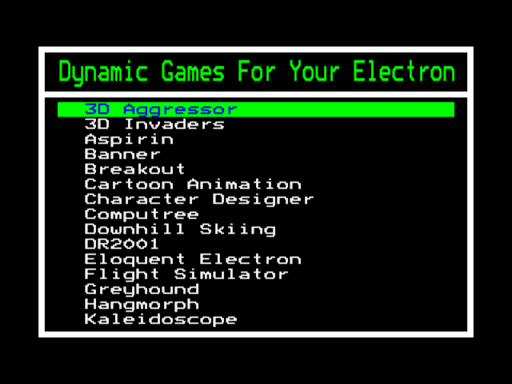 Dynamic Games For Your Electron
3D Aggressor
3D Invaders
Aspirin
Banner
Breakout
Cartoon Animation
Character Designer
Computree
Downhill Skiing
DR2001
Eloquent Electron
Flight Simulator
Greyhound
Hangmorph
Kaleidoscope